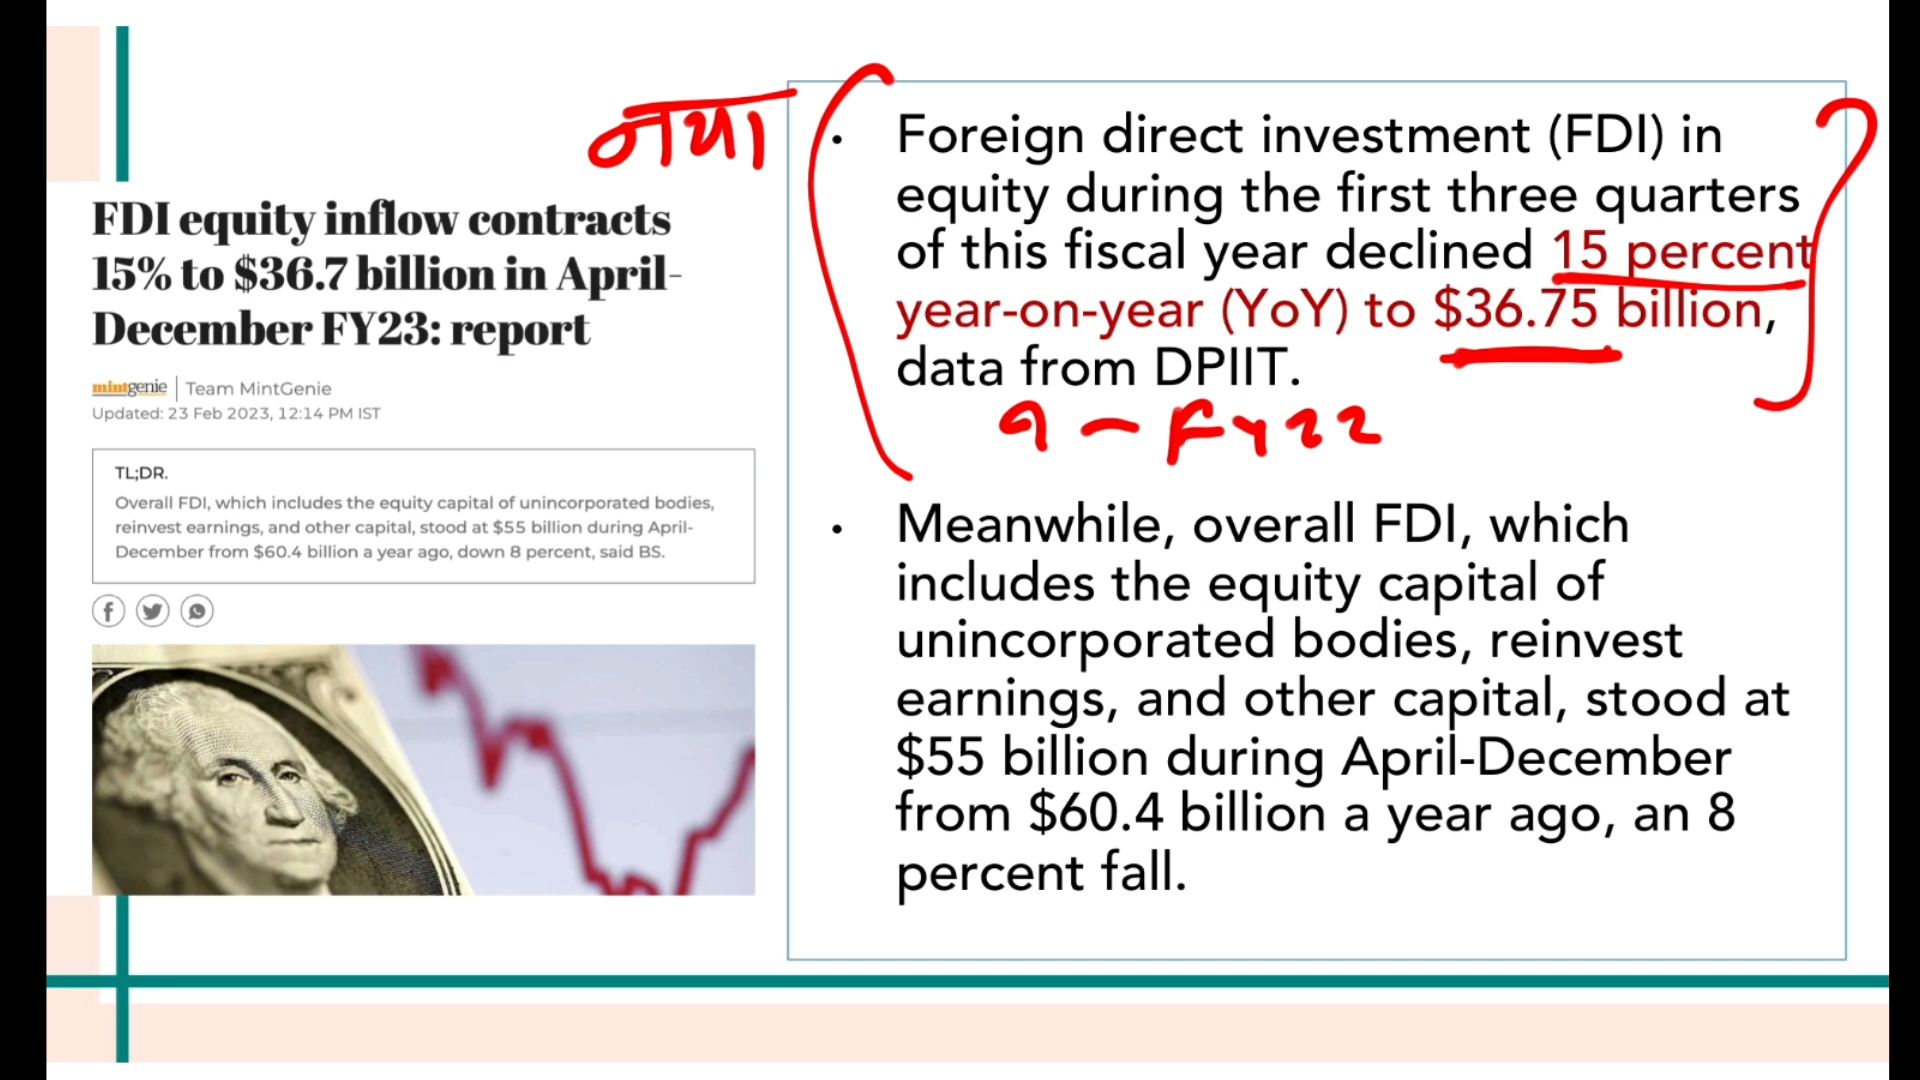 FDI equity inflow contracts
15% to $36.7 billion in April-
December FY23: report
mintgenie | Team MintGenie
Updated: 23 Feb 2023, 12:14 PM IST
TL;DR.
Overall FDI, which includes the equity capital of unincorporated bodies,
reinvest earnings, and other capital, stood at $55 billion during April-
December from $60.4 billion a year ago, down 8 percent, said BS.
नया
• Foreign direct investment (FDI) in
equity during the first three quarters
of this fiscal year declined 15 percent
year-on-year (YoY) to $36.75 billion,
data from DPIIT.
9 - FY22
• Meanwhile, overall FDI, which
includes the equity capital of
unincorporated bodies, reinvest
earnings, and other capital, stood at
$55 billion during April-December
from $60.4 billion a year ago, an 8
percent fall.